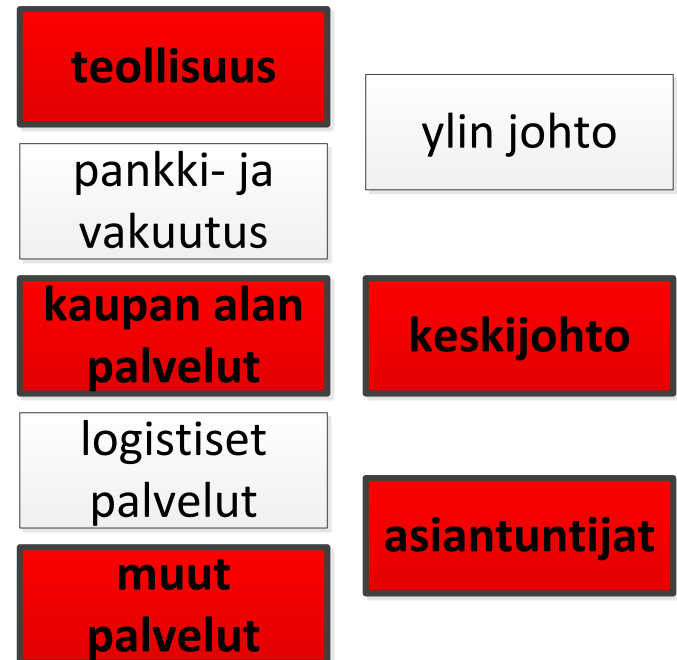 teollisuus
pankki- ja
vakuutus
kaupan alan
palvelut
logistiset
palvelut
muut
palvelut
ylin johto
keskijohto
asiantuntijat